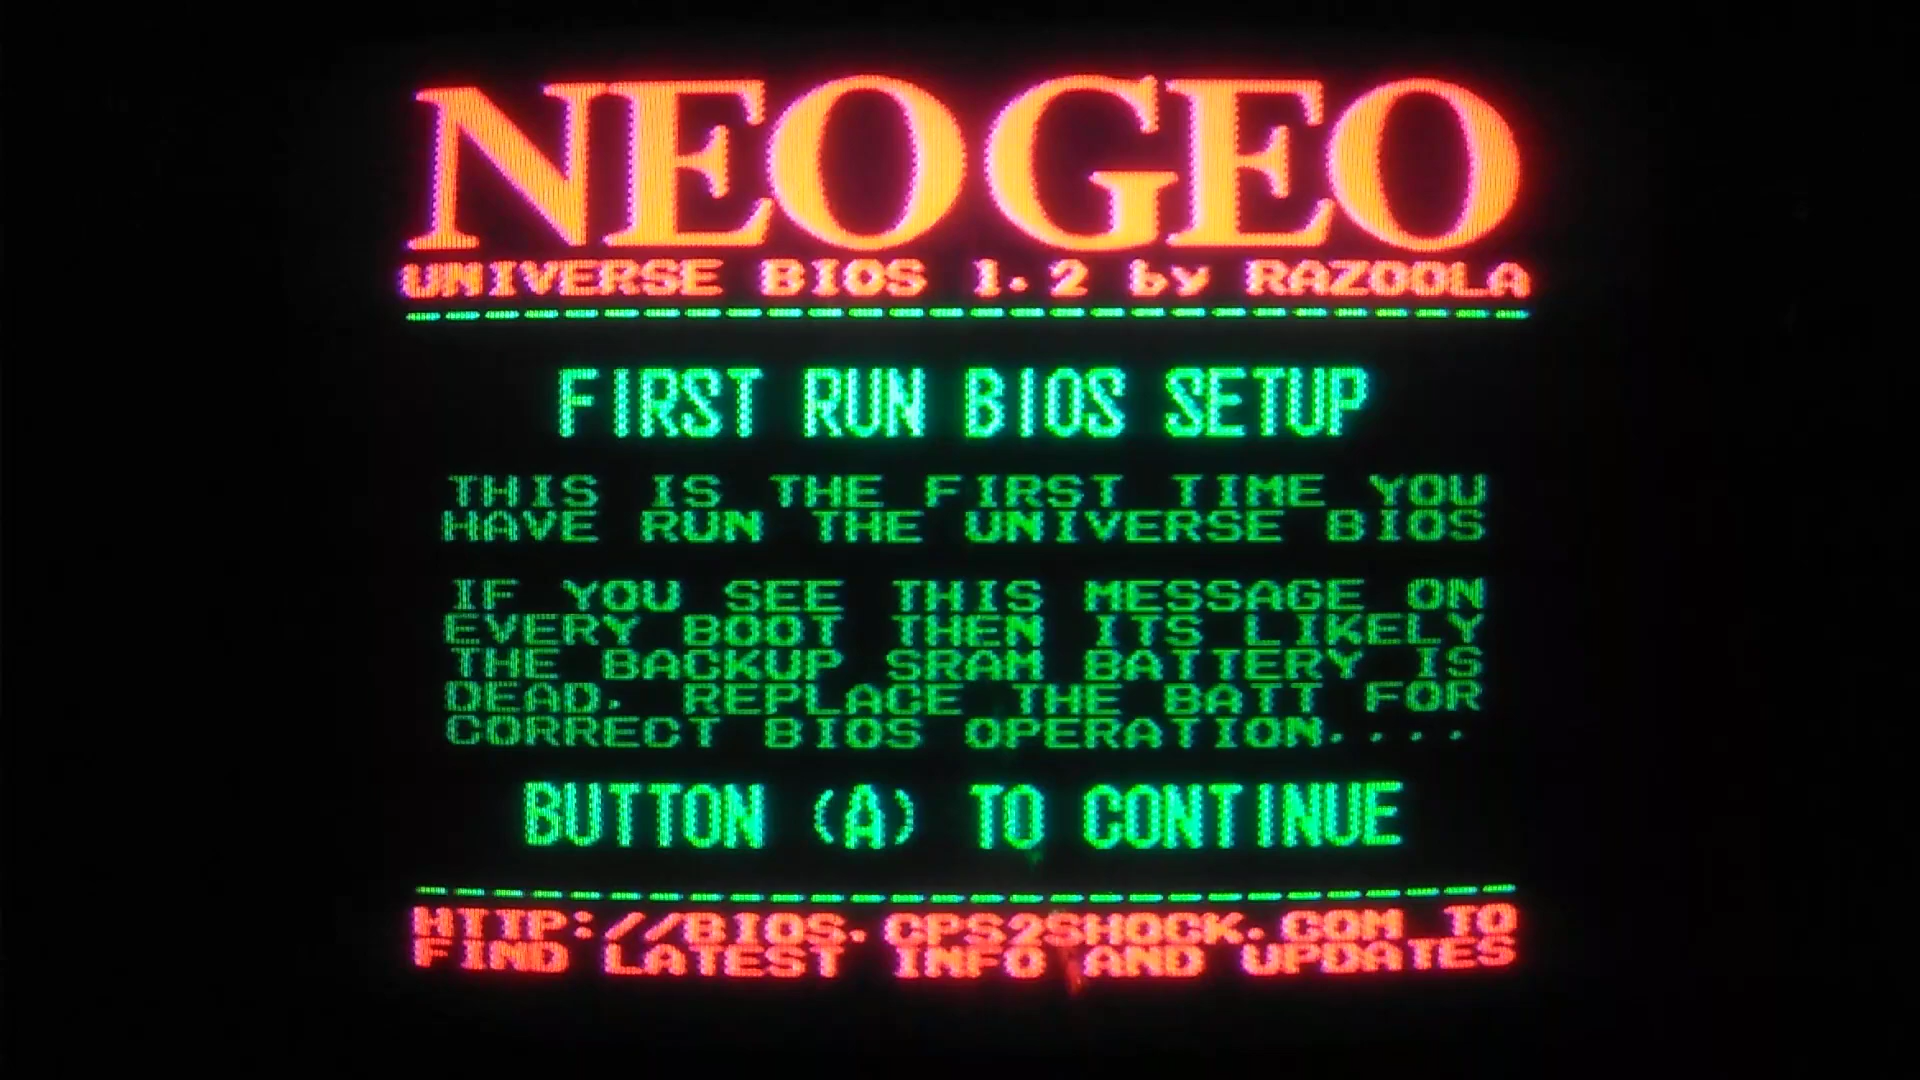 NEOGEO
UNIVERSE BIOS 1.2 by RAZOOLA
FIRST RUN BIOS SETUP
THIS IS THE FIRST TIME YOU
HAVE RUN THE UNIVERSE BIOS
IF YOU SEE THIS MESSAGE ON
EVERY BOOT THEN ITS LIKELY
THE BACKUP SRAM BATTERY IS
DEAD. REPLACE THE BATT FOR
CORRECT BIOS OPERATION....
BUTTON (A) TO CONTINUE
HTTP://BIOS.CPS2SHOCK.COM TO
FIND LATEST INFO AND UPDATES